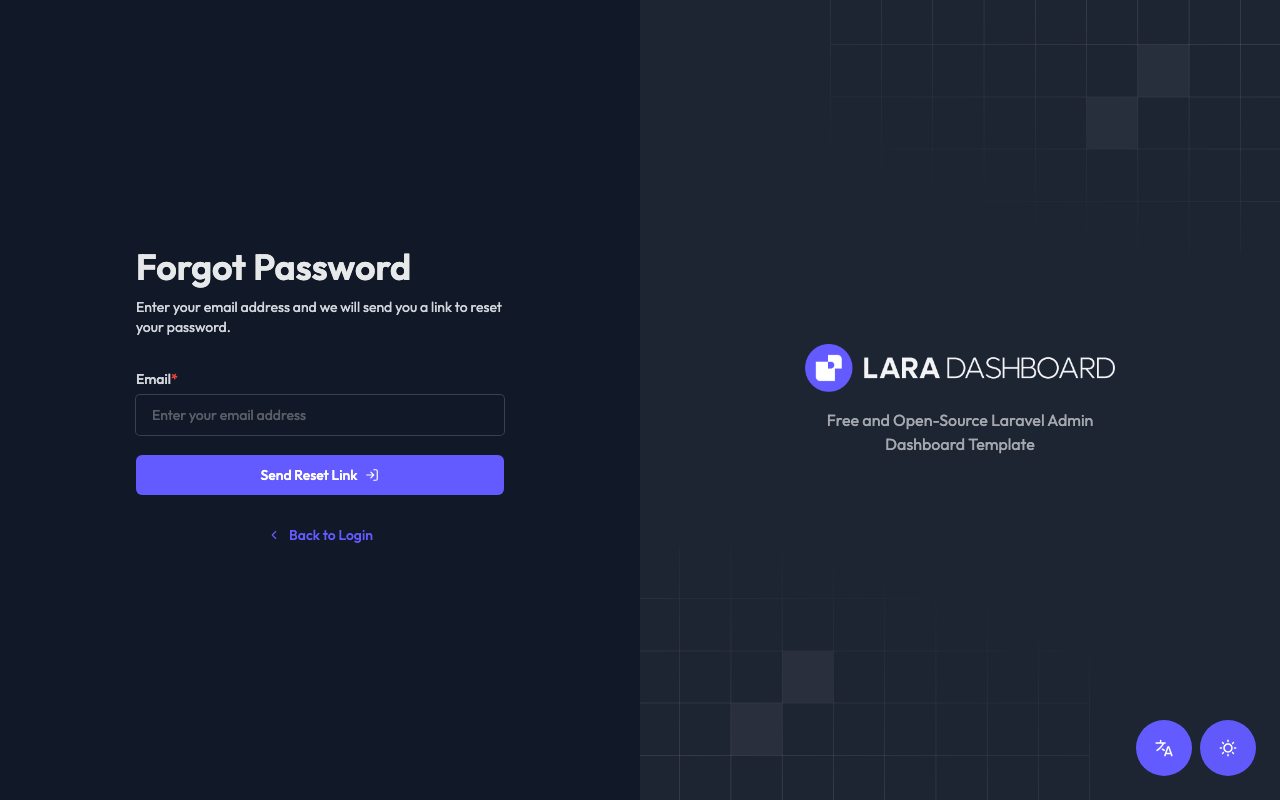 Forgot Password
Enter your email address and we will send you a link to reset
your password.
Email*
Enter your email address
Send Reset Link
Back to Login
LARA DASHBOARD
Free and Open-Source Laravel Admin
Dashboard Template